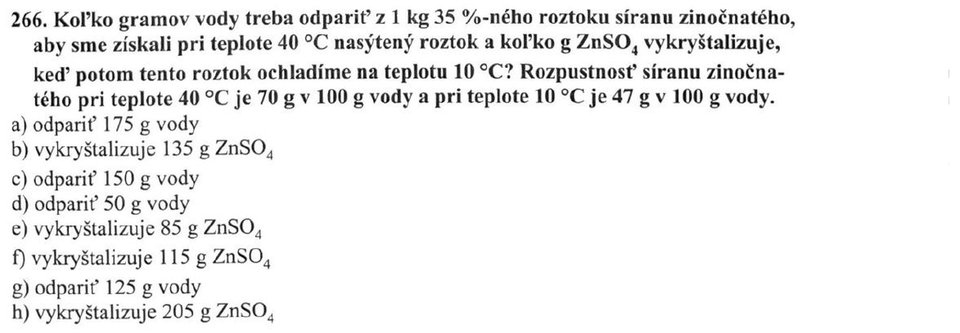 266. Koľko gramov vody treba odpariť z 1 kg 35 %-ného roztoku síranu zinočnatého,
aby sme získali pri teplote 40 °C nasýtený roztok a koľko g ZnSO₄ vykryštalizuje,
keď potom tento roztok ochladíme na teplotu 10 °C? Rozpustnosť síranu zinočna-
tého pri teplote 40 °C je 70 g v 100 g vody a pri teplote 10 °C je 47 g v 100 g vody.
a) odpariť 175 g vody
b) vykryštalizuje 135 g ZnSO₄
c) odpariť 150 g vody
d) odpariť 50 g vody
e) vykryštalizuje 85 g ZnSO₄
f) vykryštalizuje 115 g ZnSO₄
g) odpariť 125 g vody
h) vykryštalizuje 205 g ZnSO₄